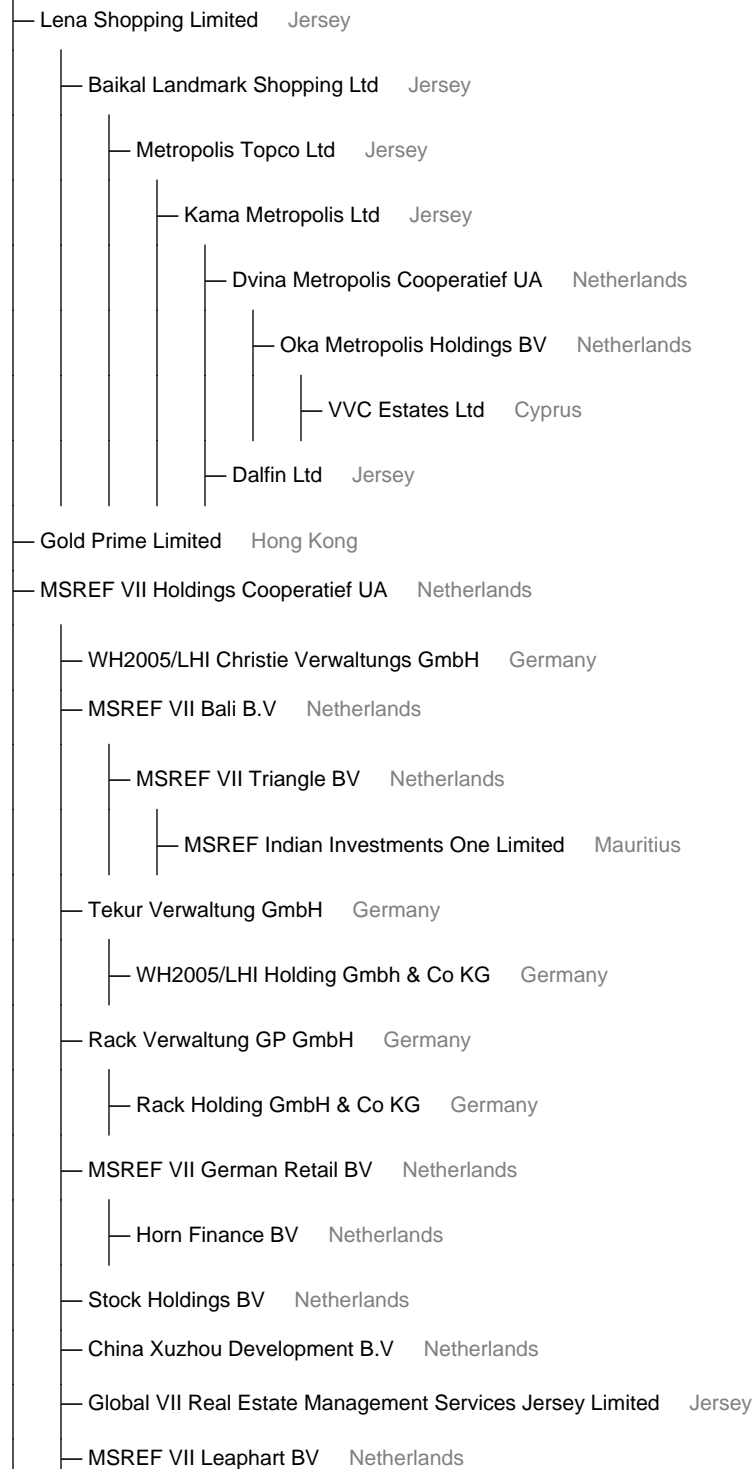 Lena Shopping Limited Jersey
Baikal Landmark Shopping Ltd Jersey
Metropolis Topco Ltd Jersey
Kama Metropolis Ltd Jersey
Dvina Metropolis Cooperatief UA Netherlands
Oka Metropolis Holdings BV Netherlands
VVC Estates Ltd Cyprus
Dalfin Ltd Jersey
Gold Prime Limited Hong Kong
MSREF VII Holdings Cooperatief UA Netherlands
WH2005/LHI Christie Verwaltungs GmbH Germany
MSREF VII Bali B.V Netherlands
MSREF VII Triangle BV Netherlands
MSREF Indian Investments One Limited Mauritius
Tekur Verwaltung GmbH Germany
WH2005/LHI Holding Gmbh & Co KG Germany
Rack Verwaltung GP GmbH Germany
Rack Holding GmbH & Co KG Germany
MSREF VII German Retail BV Netherlands
Horn Finance BV Netherlands
Stock Holdings BV Netherlands
China Xuzhou Development B.V Netherlands
Global VII Real Estate Management Services Jersey Limited Jersey
MSREF VII Leaphart BV Netherlands